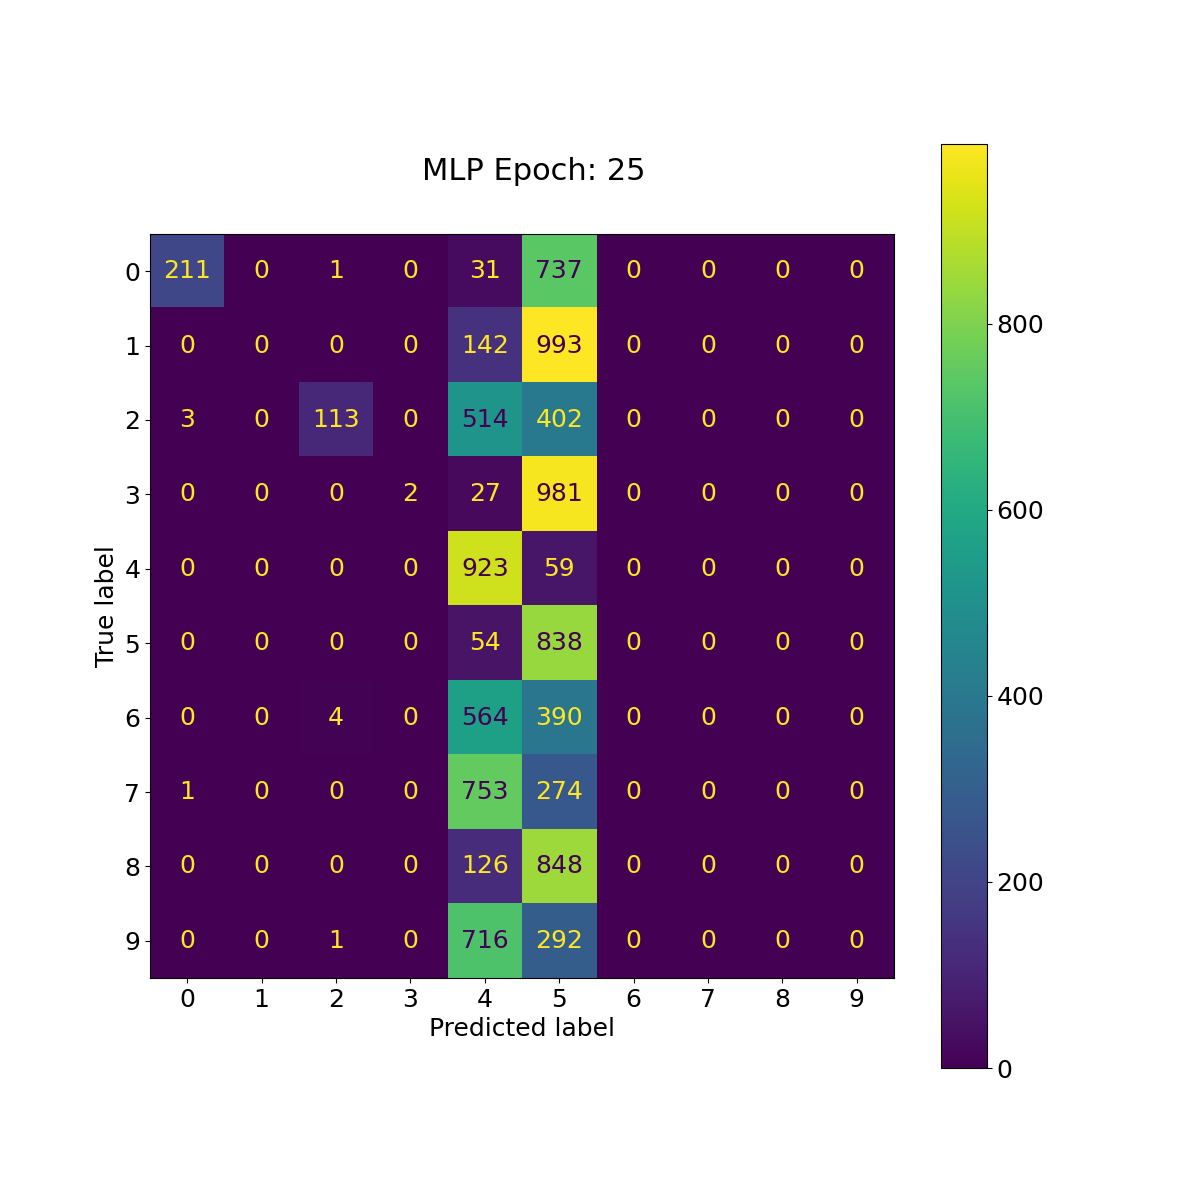 MLP Epoch: 25
0 211 0 1 0 31 737 0 0 0 0
1 0 0 0 0 142 993 0 0 0 0
2 3 0 113 0 514 402 0 0 0 0
3 0 0 0 2 27 981 0 0 0 0
4 0 0 0 0 923 59 0 0 0 0
5 0 0 0 0 54 838 0 0 0 0
6 0 0 4 0 564 390 0 0 0 0
7 1 0 0 0 753 274 0 0 0 0
8 0 0 0 0 126 848 0 0 0 0
9 0 0 1 0 716 292 0 0 0 0
0 1 2 3 4 5 6 7 8 9
Predicted label
True label
800
600
400
200
0